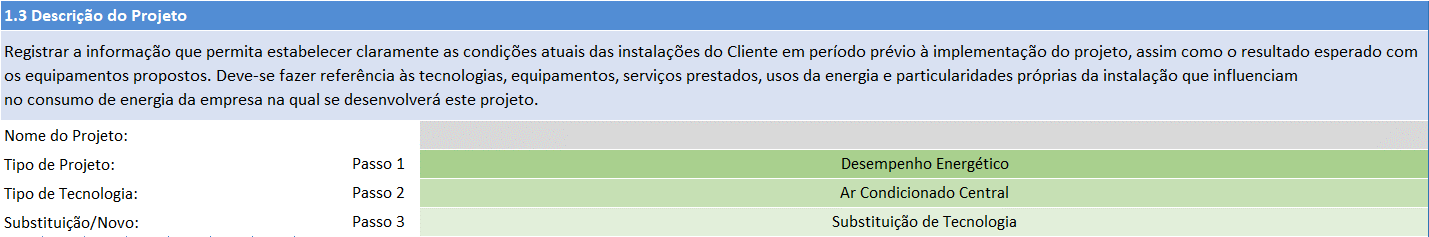 1.3 Descrição do Projeto
Registrar a informação que permita estabelecer claramente as condições atuais das instalações do Cliente em período prévio à implementação do projeto, assim como o resultado esperado com
os equipamentos propostos. Deve-se fazer referência às tecnologias, equipamentos, serviços prestados, usos da energia e particularidades próprias da instalação que influenciam
no consumo de energia da empresa na qual se desenvolverá este projeto.
Nome do Projeto:
Tipo de Projeto: Passo 1 Desempenho Energético
Tipo de Tecnologia: Passo 2 Ar Condicionado Central
Substituição/Novo: Passo 3 Substituição de Tecnologia